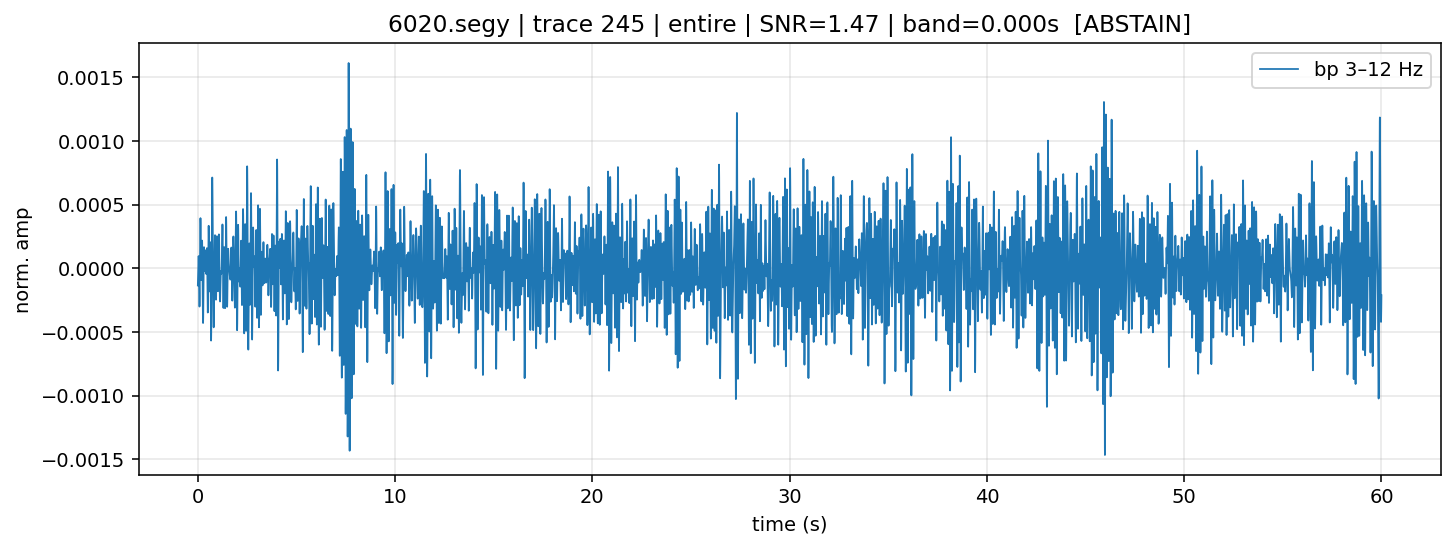 6020.segy | trace 245 | entire | SNR=1.47 | band=0.000s [ABSTAIN]
bp 3–12 Hz
norm. amp
0.0015
0.0010
0.0005
0.0000
−0.0005
−0.0010
−0.0015
0 10 20 30 40 50 60
time (s)